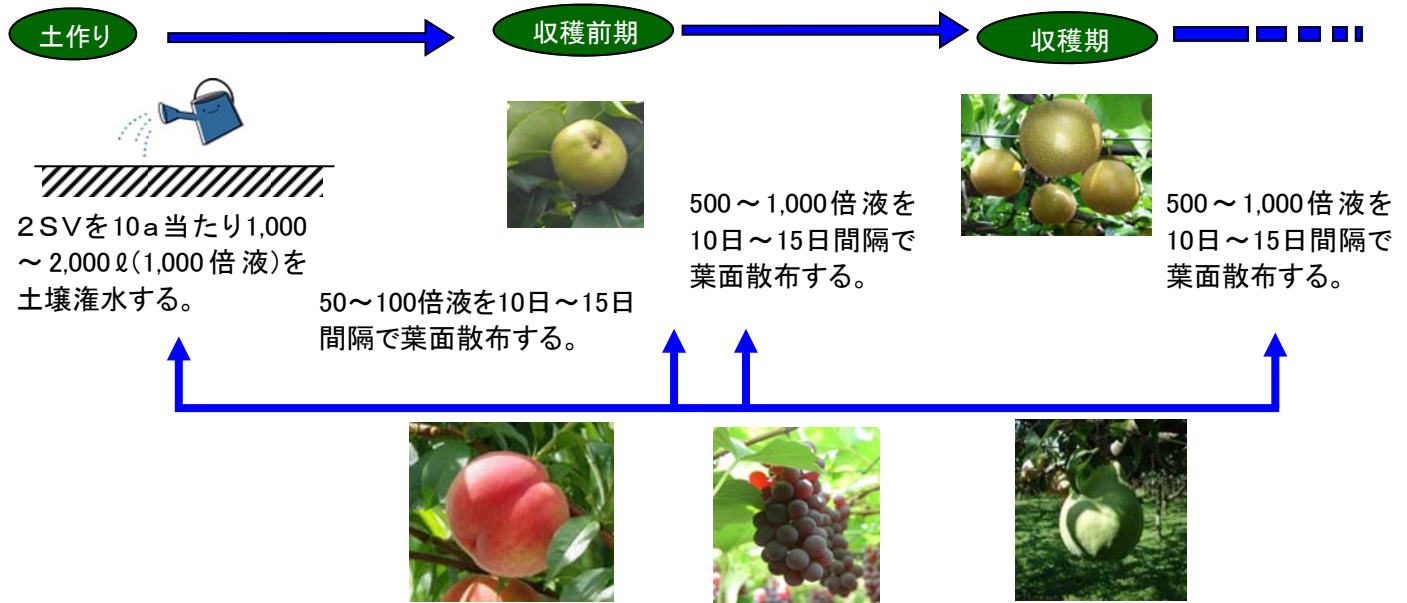 土作り
収穫前期
収穫期
2SVを10a当たり1,000
～2,000ℓ(1,000倍液)を
土壌潅水する。
50～100倍液を10日～15日
間隔で葉面散布する。
500～1,000倍液を
10日～15日間隔で
葉面散布する。
500～1,000倍液を
10日～15日間隔で
葉面散布する。